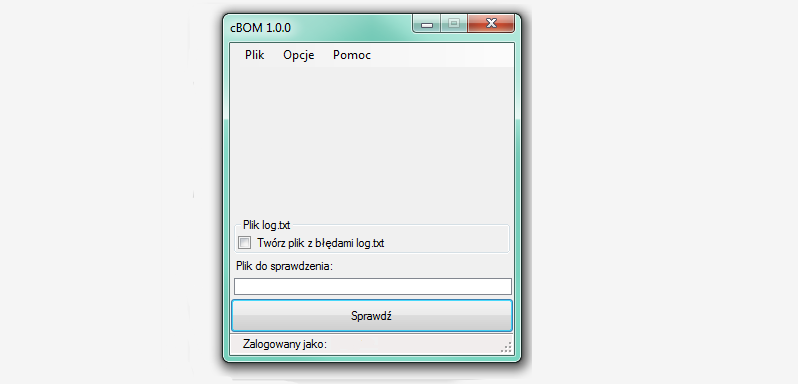 cBOM 1.0.0
Plik Opcje Pomoc
Plik log.txt
Twórz plik z błędami log.txt
Plik do sprawdzenia:
Sprawdź
Zalogowany jako: